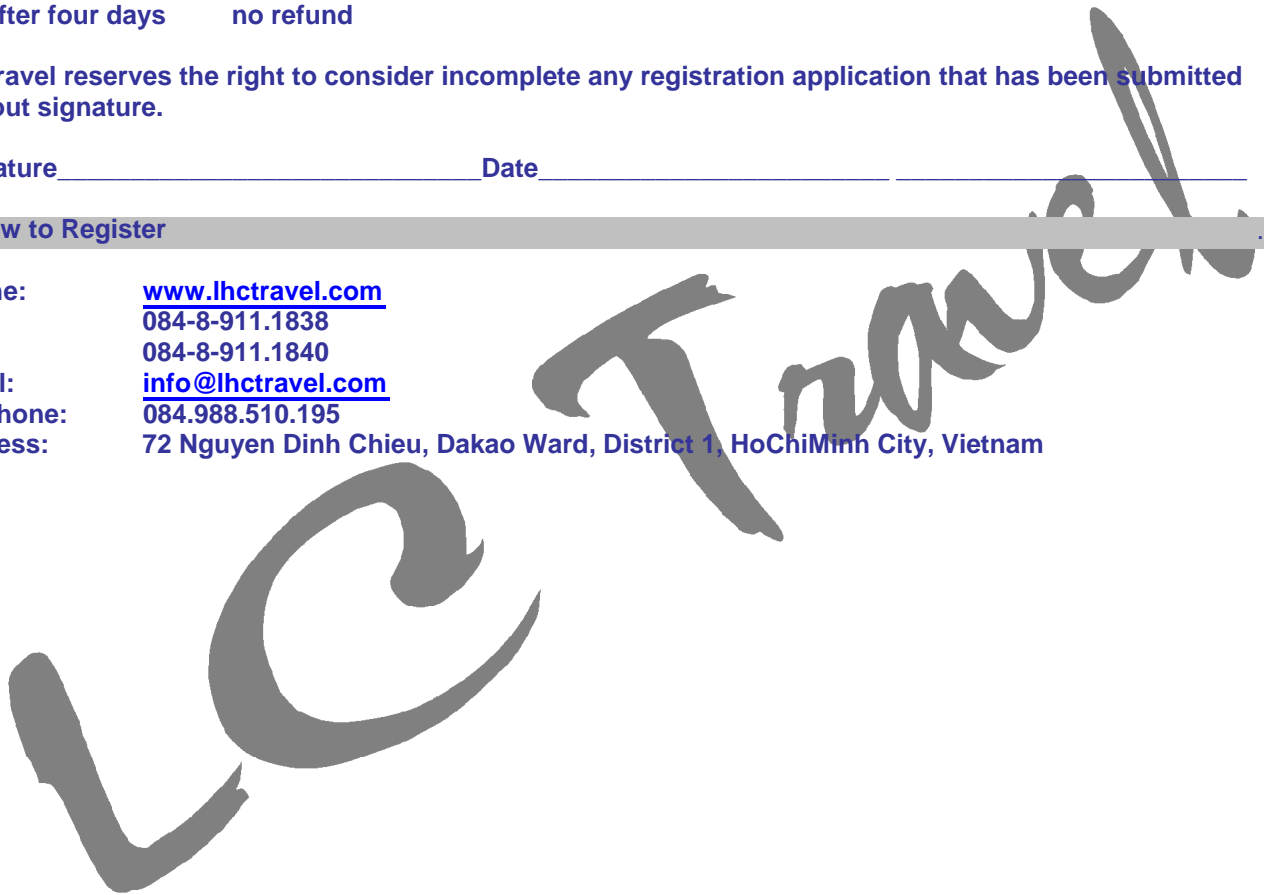 fter four days no refund
ravel reserves the right to consider incomplete any registration application that has been submitted
out signature.
ature_____________________________Date________________________ ________________________
w to Register .
ne: www.lhctravel.com
084-8-911.1838
084-8-911.1840
l: info@lhctravel.com
hone: 084.988.510.195
ess: 72 Nguyen Dinh Chieu, Dakao Ward, District 1, HoChiMinh City, Vietnam
LC Travel